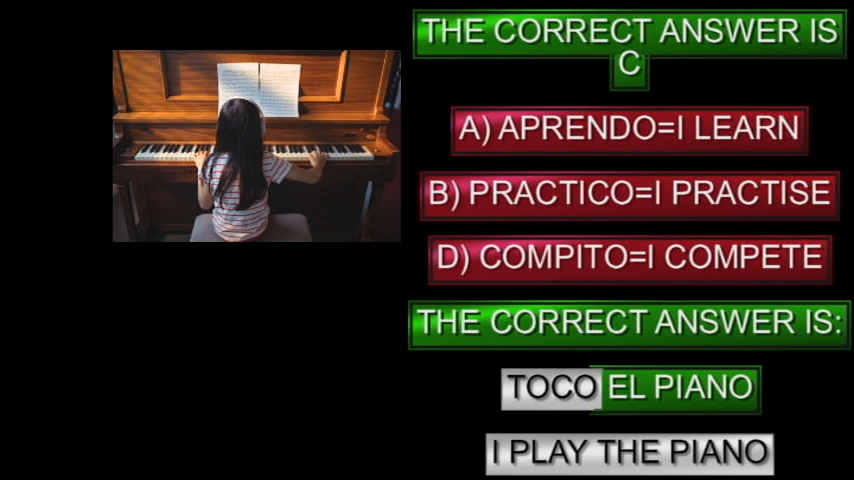 THE CORRECT ANSWER IS
C
A) APRENDO=I LEARN
B) PRACTICO=I PRACTISE
D) COMPITO=I COMPETE
THE CORRECT ANSWER IS:
TOCO EL PIANO
I PLAY THE PIANO